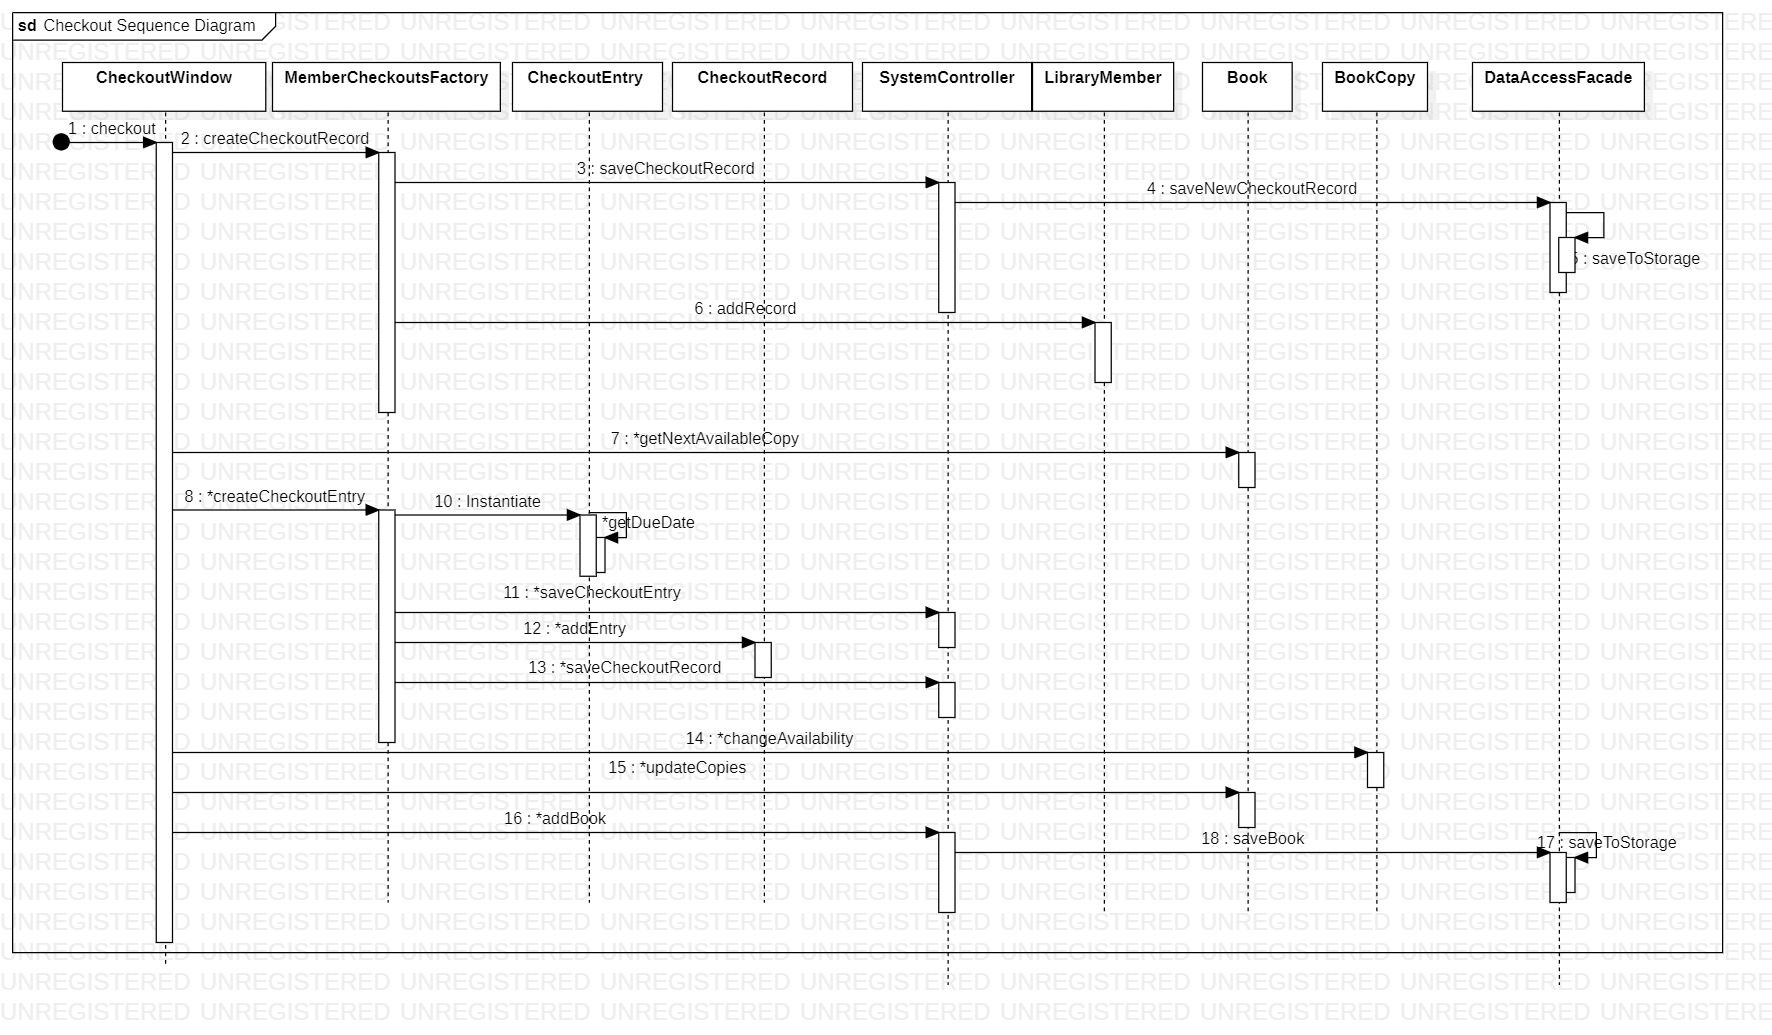 sd Checkout Sequence Diagram
CheckoutWindow
MemberCheckoutsFactory
CheckoutEntry
CheckoutRecord
SystemController
LibraryMember
Book
BookCopy
DataAccessFacade
1 : checkout
2 : createCheckoutRecord
3 : saveCheckoutRecord
4 : saveNewCheckoutRecord
5 : saveToStorage
6 : addRecord
7 : *getNextAvailableCopy
8 : *createCheckoutEntry
10 : Instantiate
*getDueDate
11 : *saveCheckoutEntry
12 : *addEntry
13 : *saveCheckoutRecord
14 : *changeAvailability
15 : *updateCopies
16 : *addBook
18 : saveBook
17 : saveToStorage
UNREGISTERED